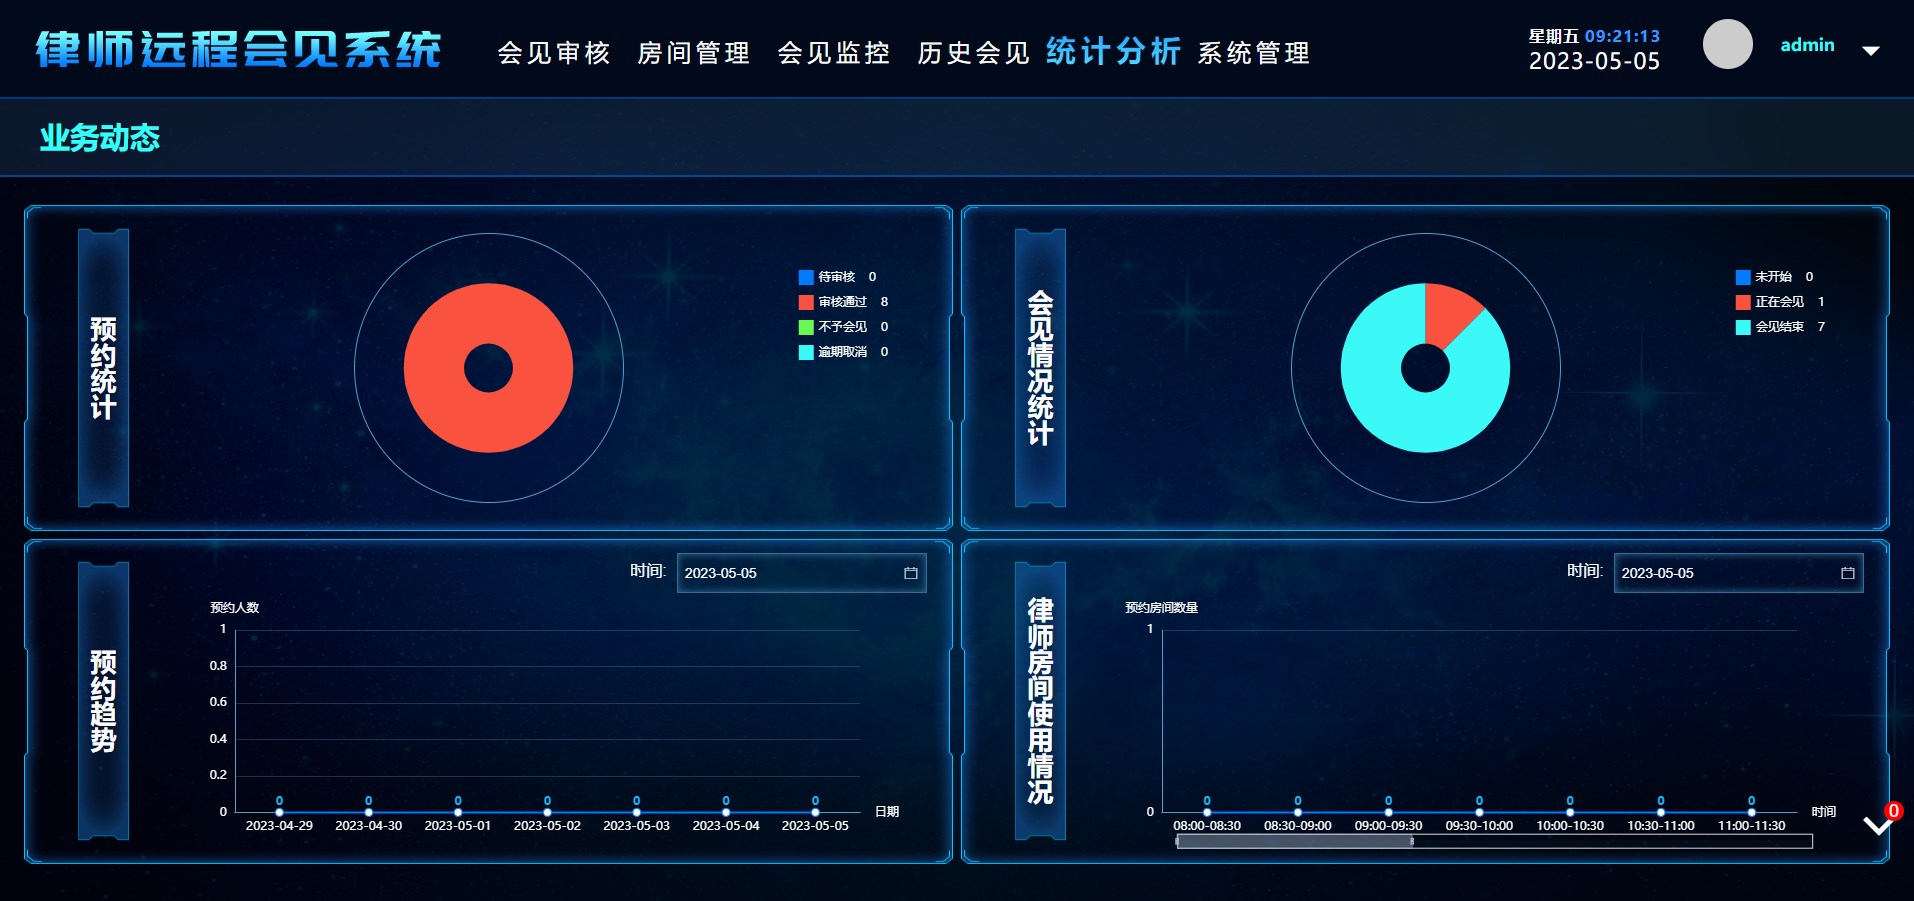 律师远程会见系统
会见审核 房间管理 会见监控 历史会见 统计分析 系统管理
星期五 09:21:13
2023-05-05
admin
业务动态
预约统计
待审核 0
审核通过 8
不予会见 0
逾期取消 0
会见情况统计
未开始 0
正在会见 1
会见结束 7
预约趋势
时间: 2023-05-05
预约人数
1
0.8
0.6
0.4
0.2
0
0 0 0 0 0 0 0
日期
2023-04-29 2023-04-30 2023-05-01 2023-05-02 2023-05-03 2023-05-04 2023-05-05
律师房间使用情况
时间: 2023-05-05
预约房间数量
1
0
0 0 0 0 0 0 0
时间
08:00-08:30 08:30-09:00 09:00-09:30 09:30-10:00 10:00-10:30 10:30-11:00 11:00-11:30
0